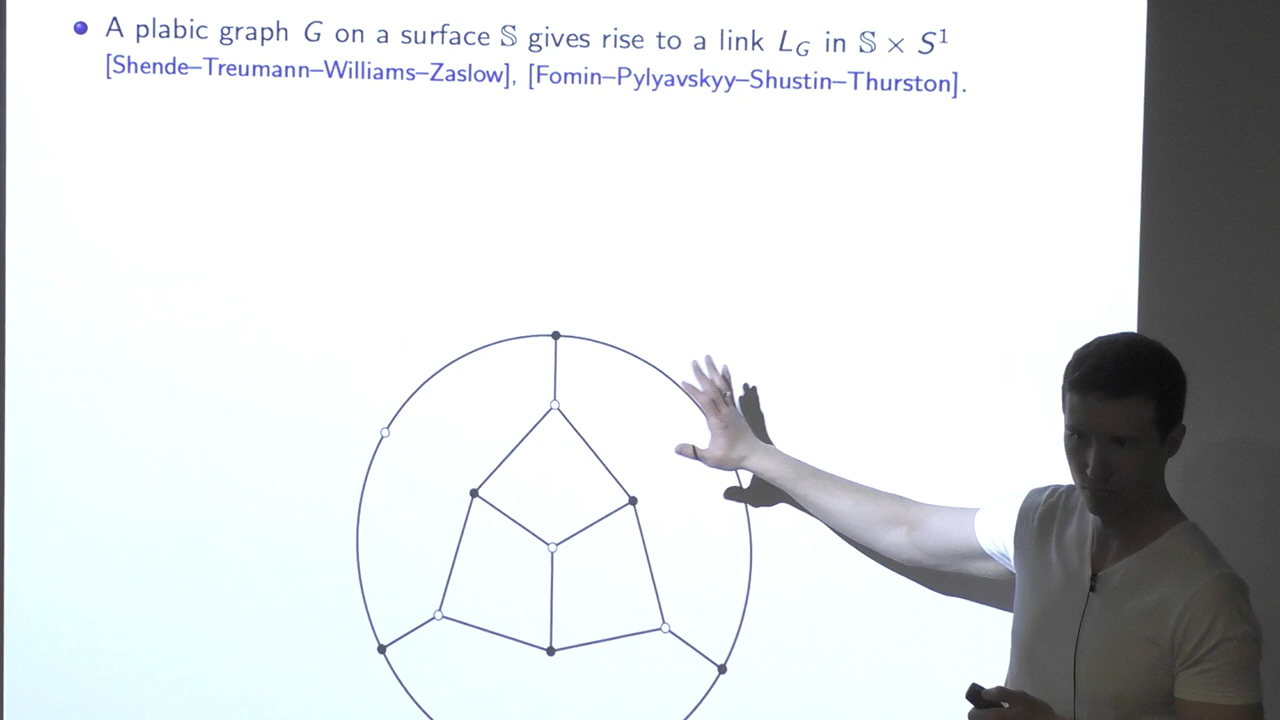 A plabic graph G on a surface 𝕊 gives rise to a link L_G in 𝕊 × S¹
[Shende–Treumann–Williams–Zaslow], [Fomin–Pylyavskyy–Shustin–Thurston].